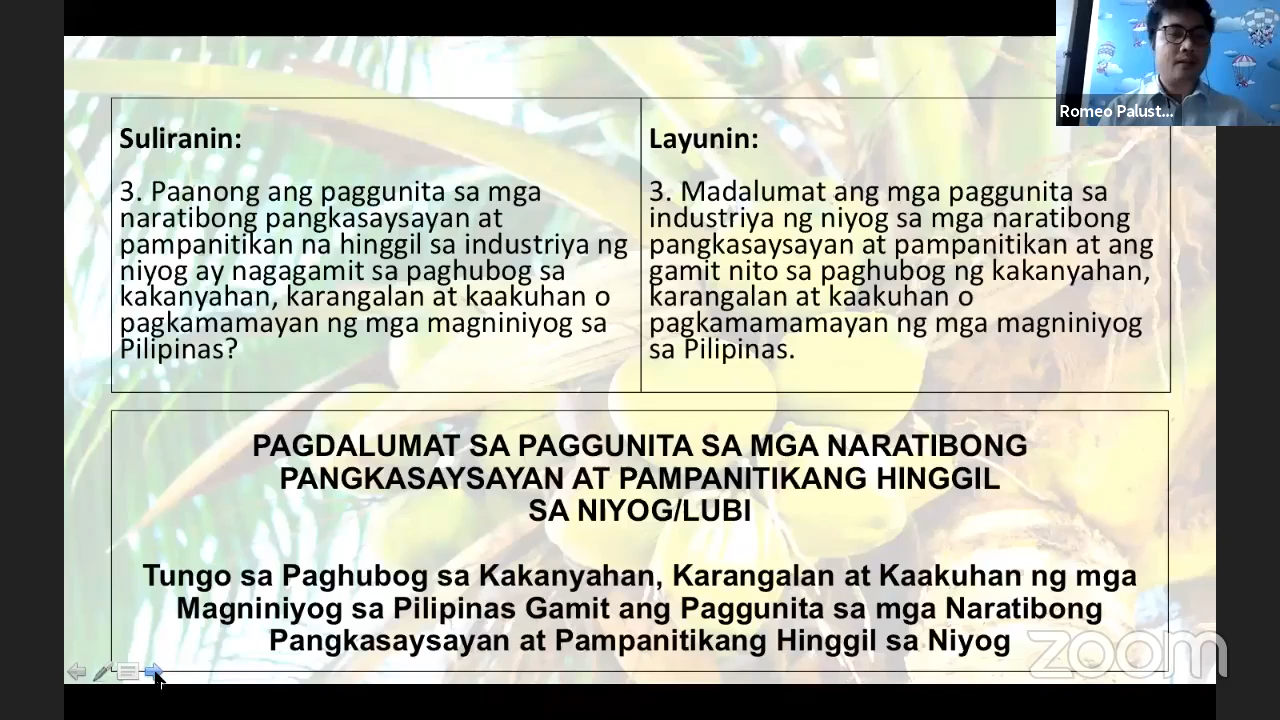 Romeo Palust...
Suliranin:
3. Paanong ang paggunita sa mga
naratibong pangkasaysayan at
pampanitikan na hinggil sa industriya ng
niyog ay nagagamit sa paghubog sa
kakanyahan, karangalan at kaakuhan o
pagkamamayan ng mga magniniyog sa
Pilipinas?
Layunin:
3. Madalumat ang mga paggunita sa
industriya ng niyog sa mga naratibong
pangkasaysayan at pampanitikan at ang
gamit nito sa paghubog ng kakanyahan,
karangalan at kaakuhan o
pagkamamamayan ng mga magniniyog
sa Pilipinas.
PAGDALUMAT SA PAGGUNITA SA MGA NARATIBONG
PANGKASAYSAYAN AT PAMPANITIKANG HINGGIL
SA NIYOG/LUBI
Tungo sa Paghubog sa Kakanyahan, Karangalan at Kaakuhan ng mga
Magniniyog sa Pilipinas Gamit ang Paggunita sa mga Naratibong
Pangkasaysayan at Pampanitikang Hinggil sa Niyog
zoom